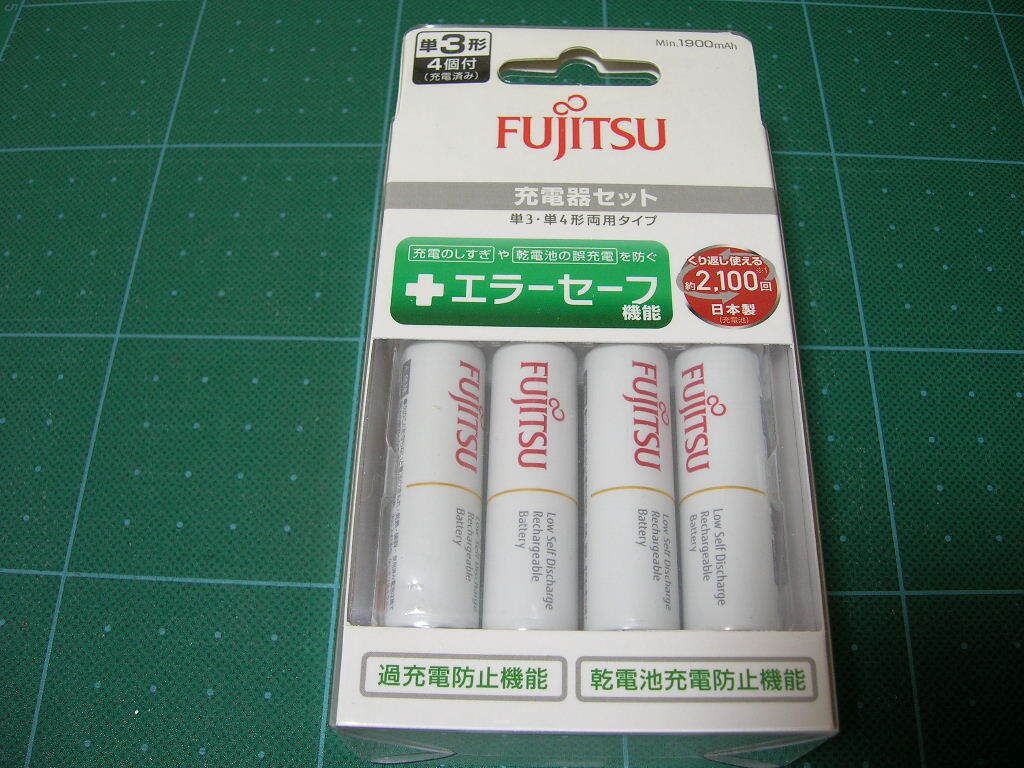 単3形
4個付
(充電済み)
Min.1900mAh
FUJITSU
充電器セット
単3・単4形両用タイプ
充電のしすぎ や 乾電池の誤充電 を防ぐ
エラーセーフ
機能
くり返し使える
※1
約2,100回
日本製
(充電池)
FUJITSU
Low Self Discharge
Rechargeable
Battery
FUJITSU
Low Self Discharge
Rechargeable
Battery
FUJITSU
Low Self Discharge
Rechargeable
Battery
FUJITSU
Low Self Discharge
Rechargeable
Battery
過充電防止機能
乾電池充電防止機能